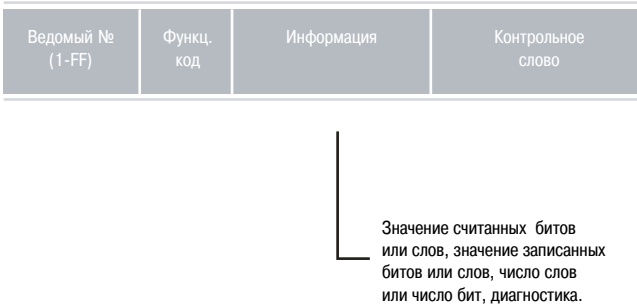 Ведомый №
(1-FF)
Функц.
код
Информация
Контрольное
слово
Значение считанных битов
или слов, значение записанных
битов или слов, число слов
или число бит, диагностика.